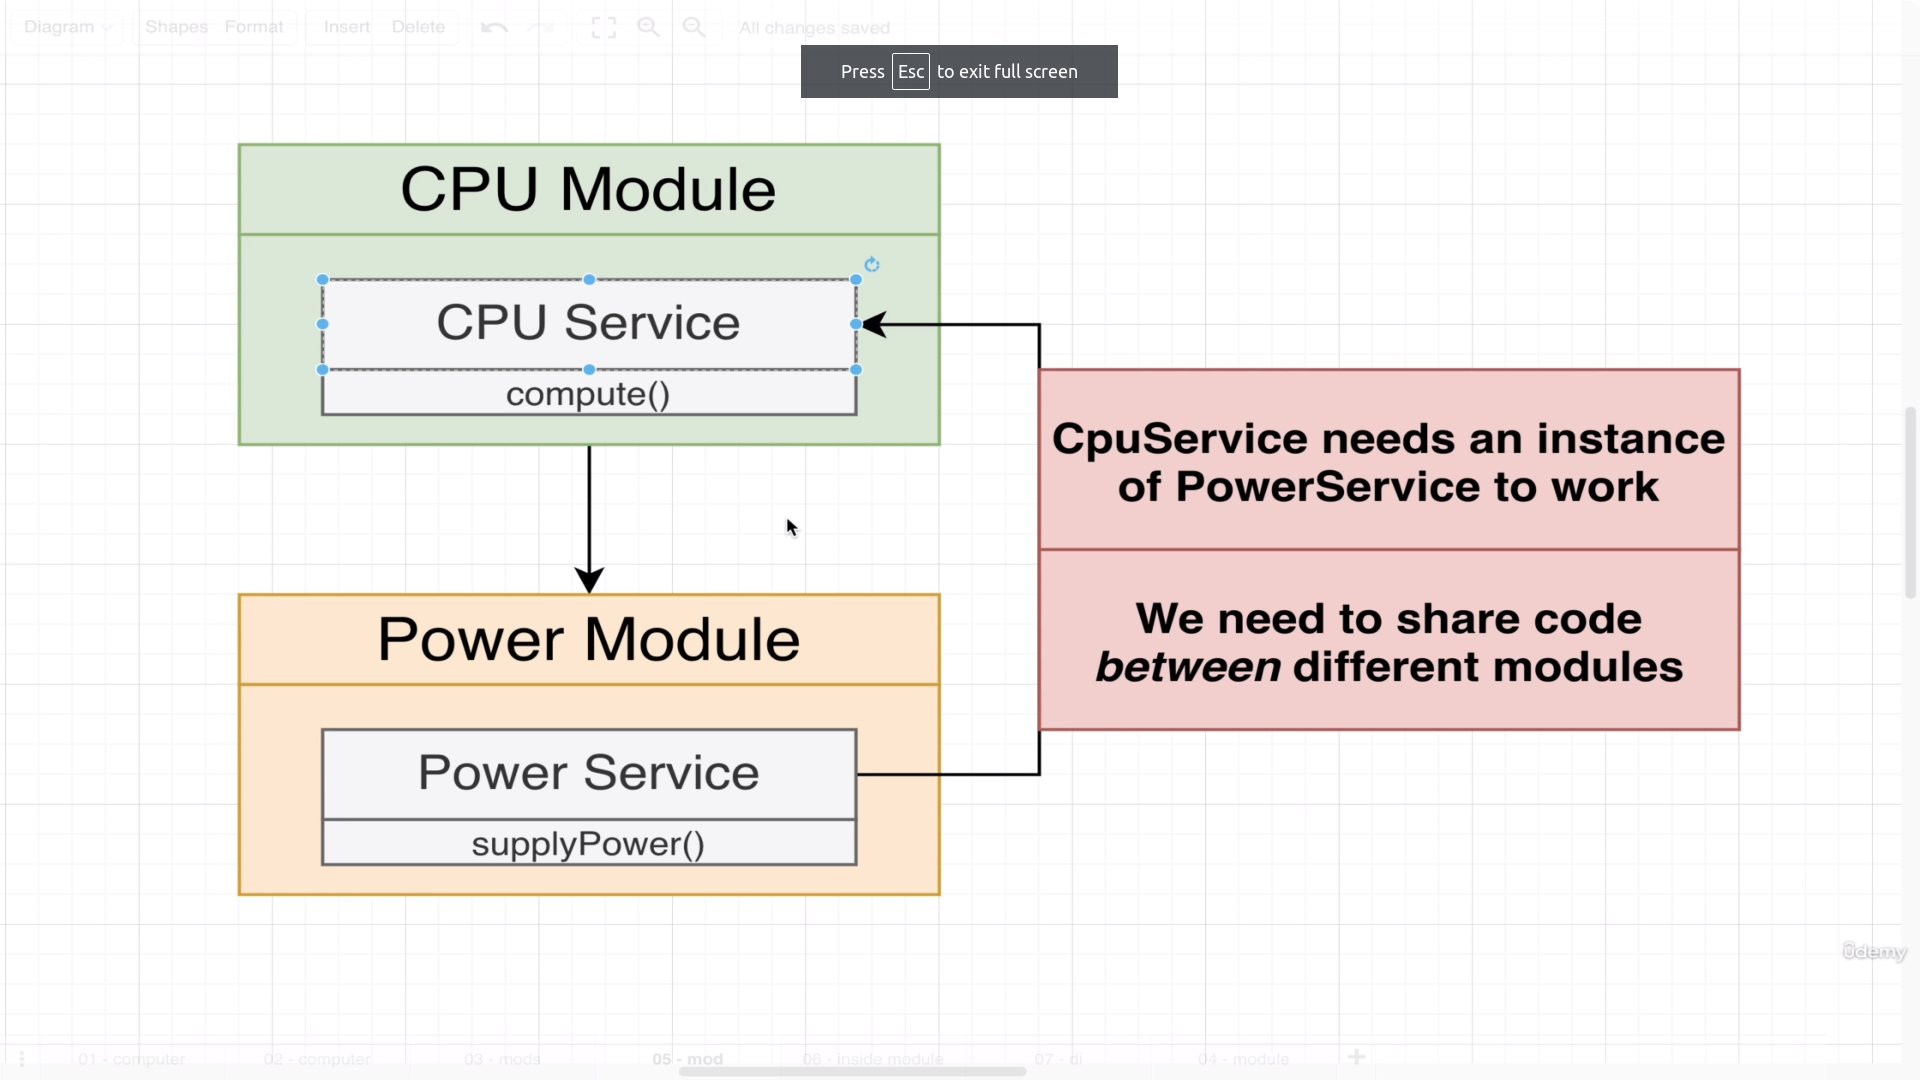 Diagram Shapes Format Insert Delete All changes saved
Press Esc to exit full screen
CPU Module
CPU Service
compute()
CpuService needs an instance
of PowerService to work
We need to share code
between different modules
Power Module
Power Service
supplyPower()
ûdemy
01 - computer 02 - computer 03 - mods 05 - mod 06 - inside module 07 - di 04 - module